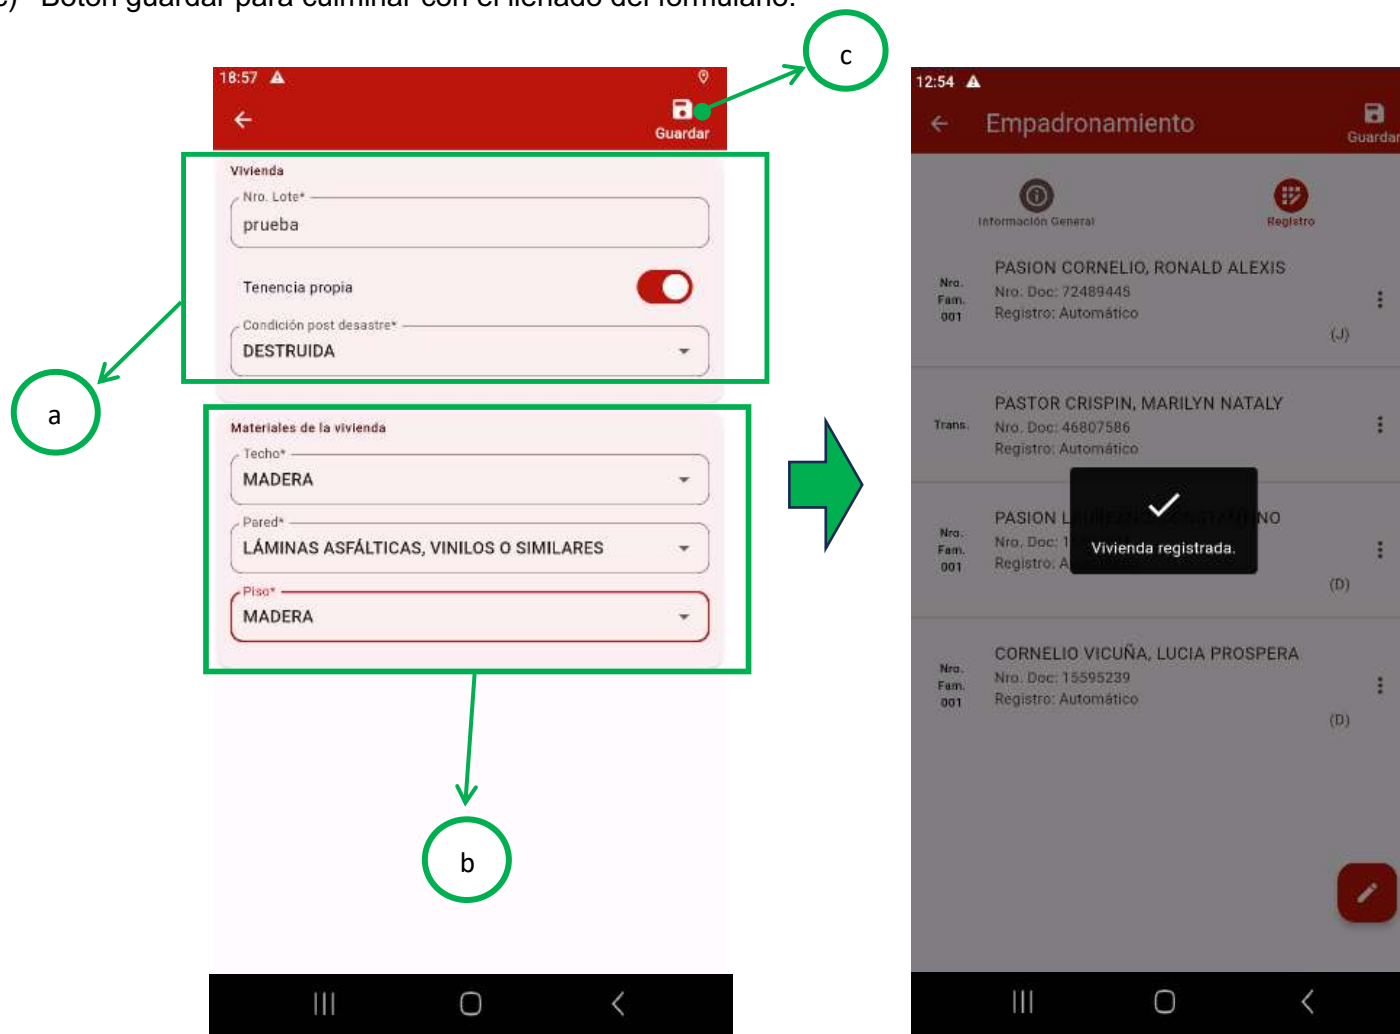 Botón guardar para culminar con el llenado del formulario.
c
18:57
Guardar
Vivienda
Nro. Lote*
prueba
Tenencia propia
Condición post desastre*
DESTRUIDA
a
Materiales de la vivienda
Techo*
MADERA
Pared*
LÁMINAS ASFÁLTICAS, VINILOS O SIMILARES
Piso*
MADERA
b
12:54
Empadronamiento
Guardar
Información General
Registro
Nro.
Fam.
001
PASION CORNELIO, RONALD ALEXIS
Nro. Doc: 72489445
Registro: Automático
(J)
Trans.
PASTOR CRISPIN, MARILYN NATALY
Nro. Doc: 46807586
Registro: Automático
Nro.
Fam.
001
PASION
Nro. Doc:
Registro:
(D)
Vivienda registrada.
Nro.
Fam.
001
CORNELIO VICUÑA, LUCIA PROSPERA
Nro. Doc: 15595239
Registro: Automático
(D)